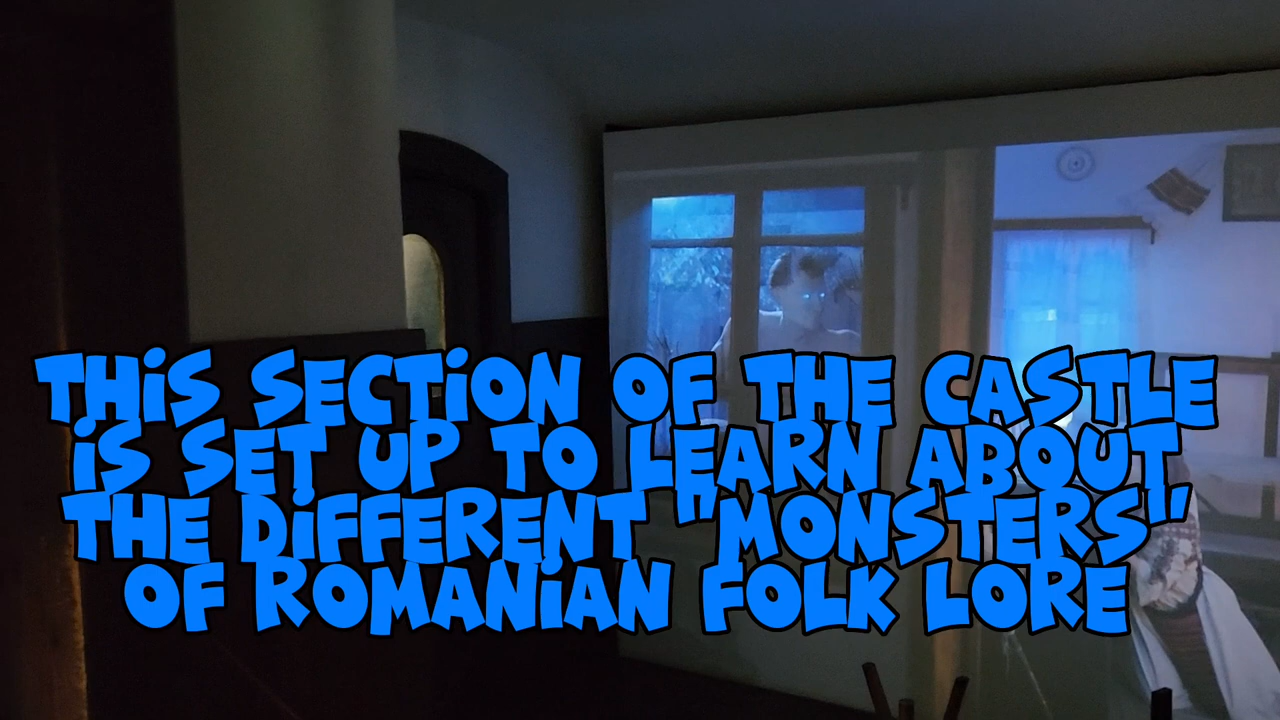 THiS SECTiON OF THE CASTLE
iS SET UP TO LEARN ABOUT
THE DiFFERENT "MONSTERS"
OF ROMANiAN FOLK LORE